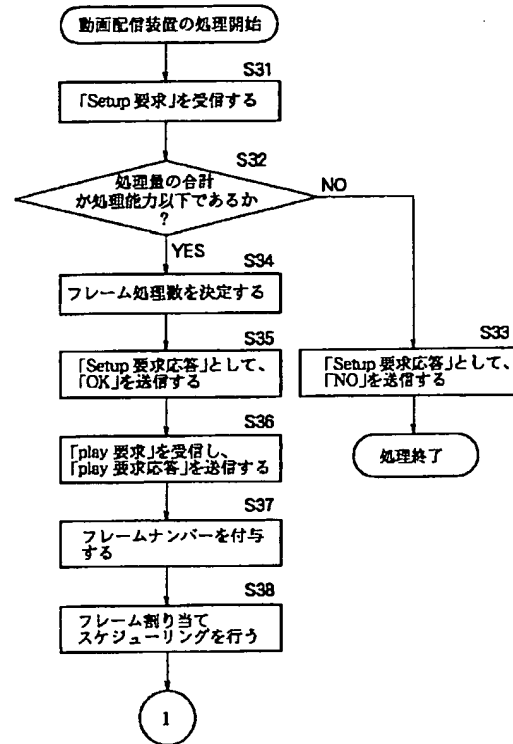 動画配信装置の処理開始
S31
「Setup 要求」を受信する
S32
処理量の合計
が処理能力以下であるか
?
NO
YES
S34
フレーム処理数を決定する
S35
「Setup 要求応答」として、
「OK」を送信する
S33
「Setup 要求応答」として、
「NO」を送信する
処理終了
S36
「play 要求」を受信し、
「play 要求応答」を送信する
S37
フレームナンバーを付与
する
S38
フレーム割り当て
スケジューリングを行う
1